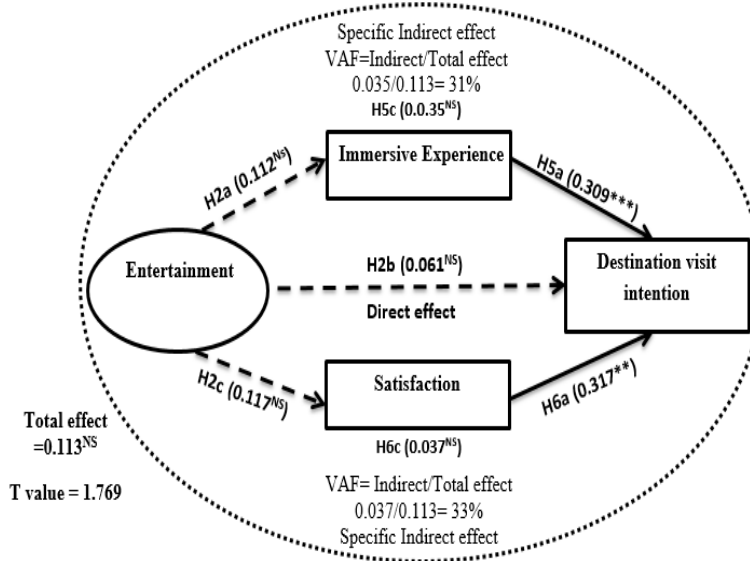 Specific Indirect effect
VAF=Indirect/Total effect
0.035/0.113= 31%
H5c (0.0.35NS)
Immersive Experience
H2a (0.112Ns)
H5a (0.309***)
Entertainment
H2b (0.061NS)
Direct effect
Destination visit
intention
H2c (0.117NS)
Satisfaction
H6a (0.317**)
H6c (0.037NS)
Total effect
=0.113NS
T value = 1.769
VAF= Indirect/Total effect
0.037/0.113= 33%
Specific Indirect effect